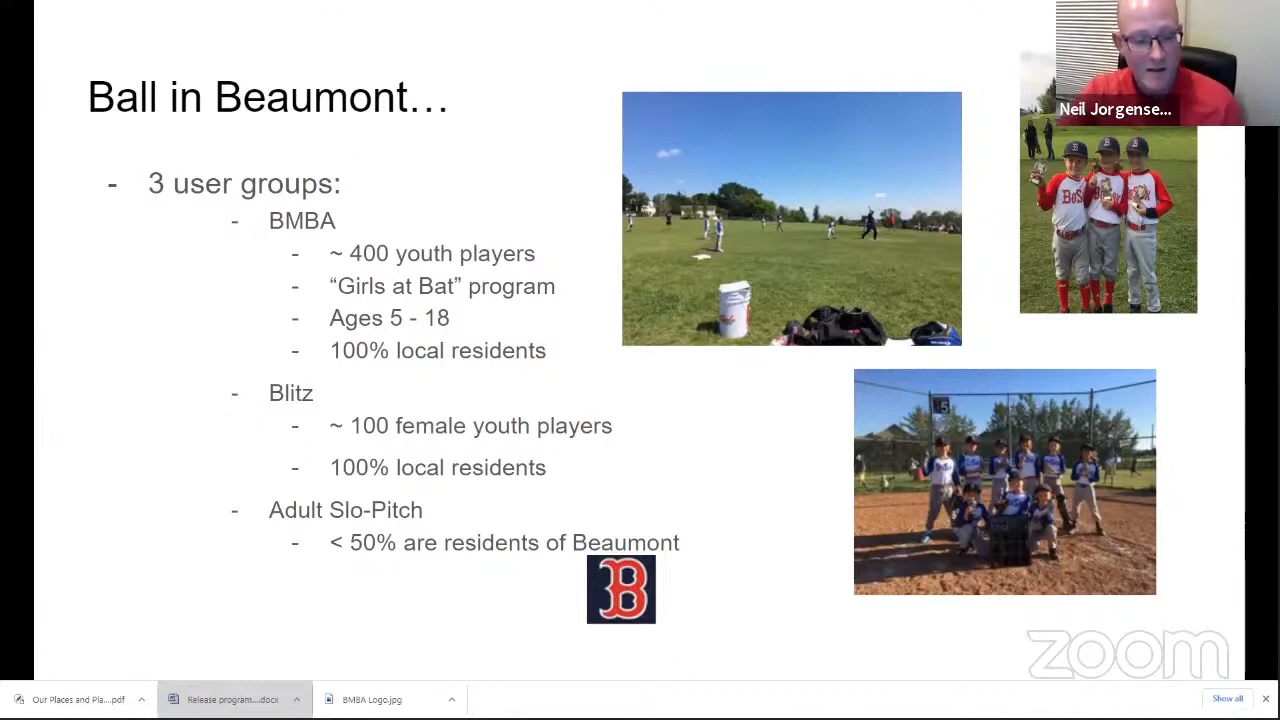 Ball in Beaumont…
Neil Jorgense...
- 3 user groups:
- BMBA
- ~ 400 youth players
- “Girls at Bat” program
- Ages 5 - 18
- 100% local residents
- Blitz
- ~ 100 female youth players
- 100% local residents
- Adult Slo-Pitch
- < 50% are residents of Beaumont
B
BoSox
5
zoom
Our Places and Pla....pdf
Release program....docx
BMBA Logo.jpg
Show all